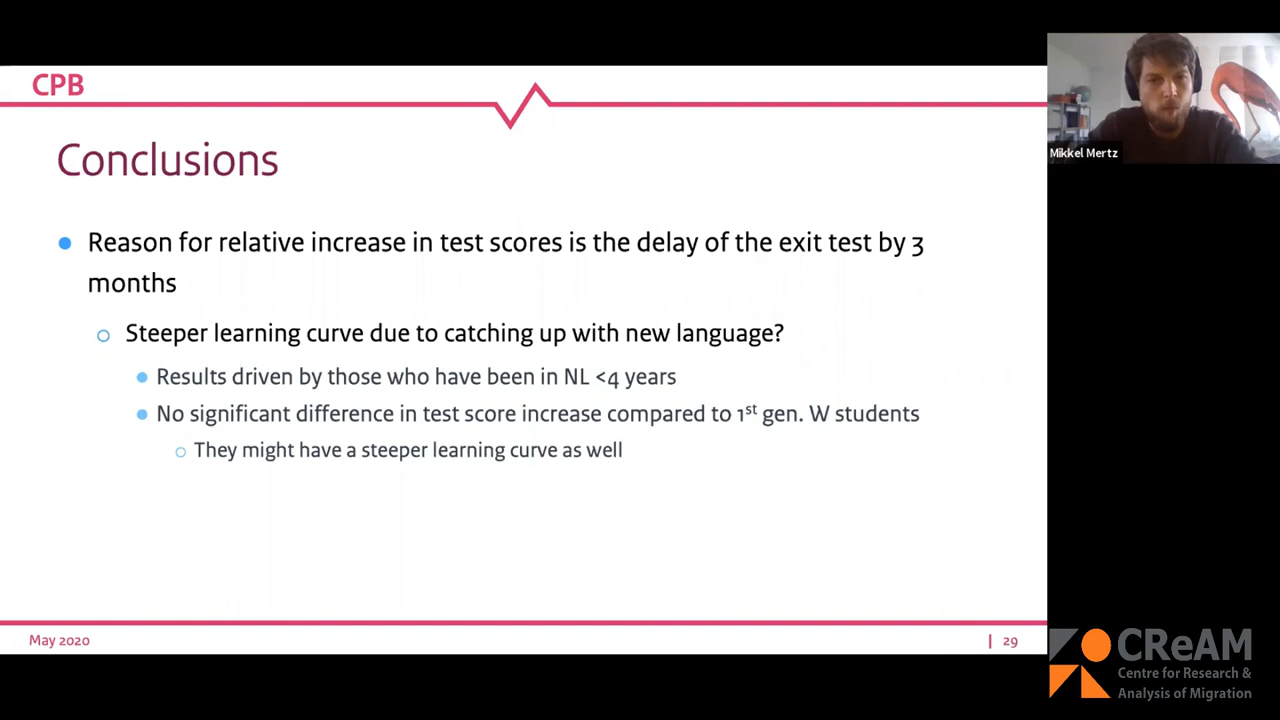 CPB
Conclusions
Reason for relative increase in test scores is the delay of the exit test by 3
months
Steeper learning curve due to catching up with new language?
Results driven by those who have been in NL <4 years
No significant difference in test score increase compared to 1st gen. W students
They might have a steeper learning curve as well
May 2020
| 29
Mikkel Mertz
CReAM
Centre for Research &
Analysis of Migration